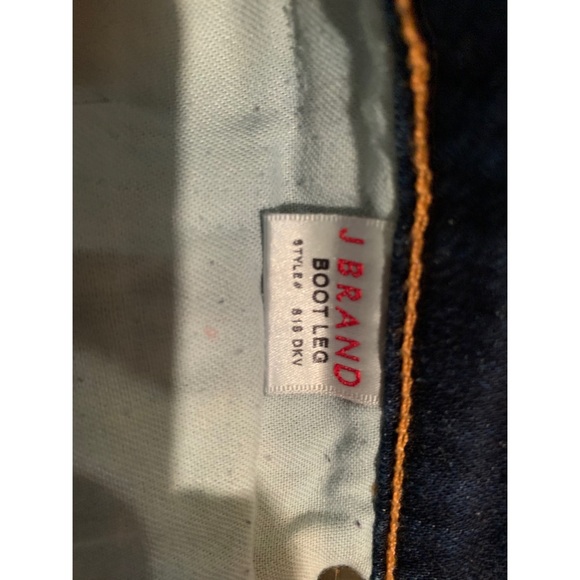 J BRAND
BOOT LEG
STYLE# 818 DKV